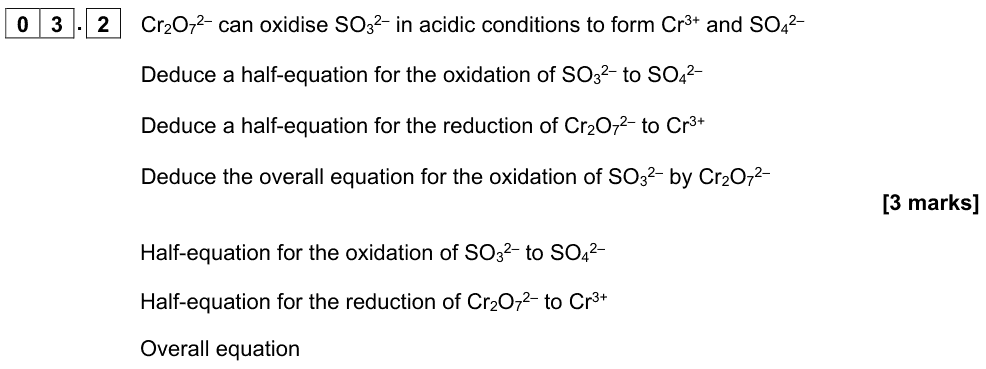 03.2 Cr₂O₇²⁻ can oxidise SO₃²⁻ in acidic conditions to form Cr³⁺ and SO₄²⁻
Deduce a half-equation for the oxidation of SO₃²⁻ to SO₄²⁻
Deduce a half-equation for the reduction of Cr₂O₇²⁻ to Cr³⁺
Deduce the overall equation for the oxidation of SO₃²⁻ by Cr₂O₇²⁻
[3 marks]
Half-equation for the oxidation of SO₃²⁻ to SO₄²⁻
Half-equation for the reduction of Cr₂O₇²⁻ to Cr³⁺
Overall equation